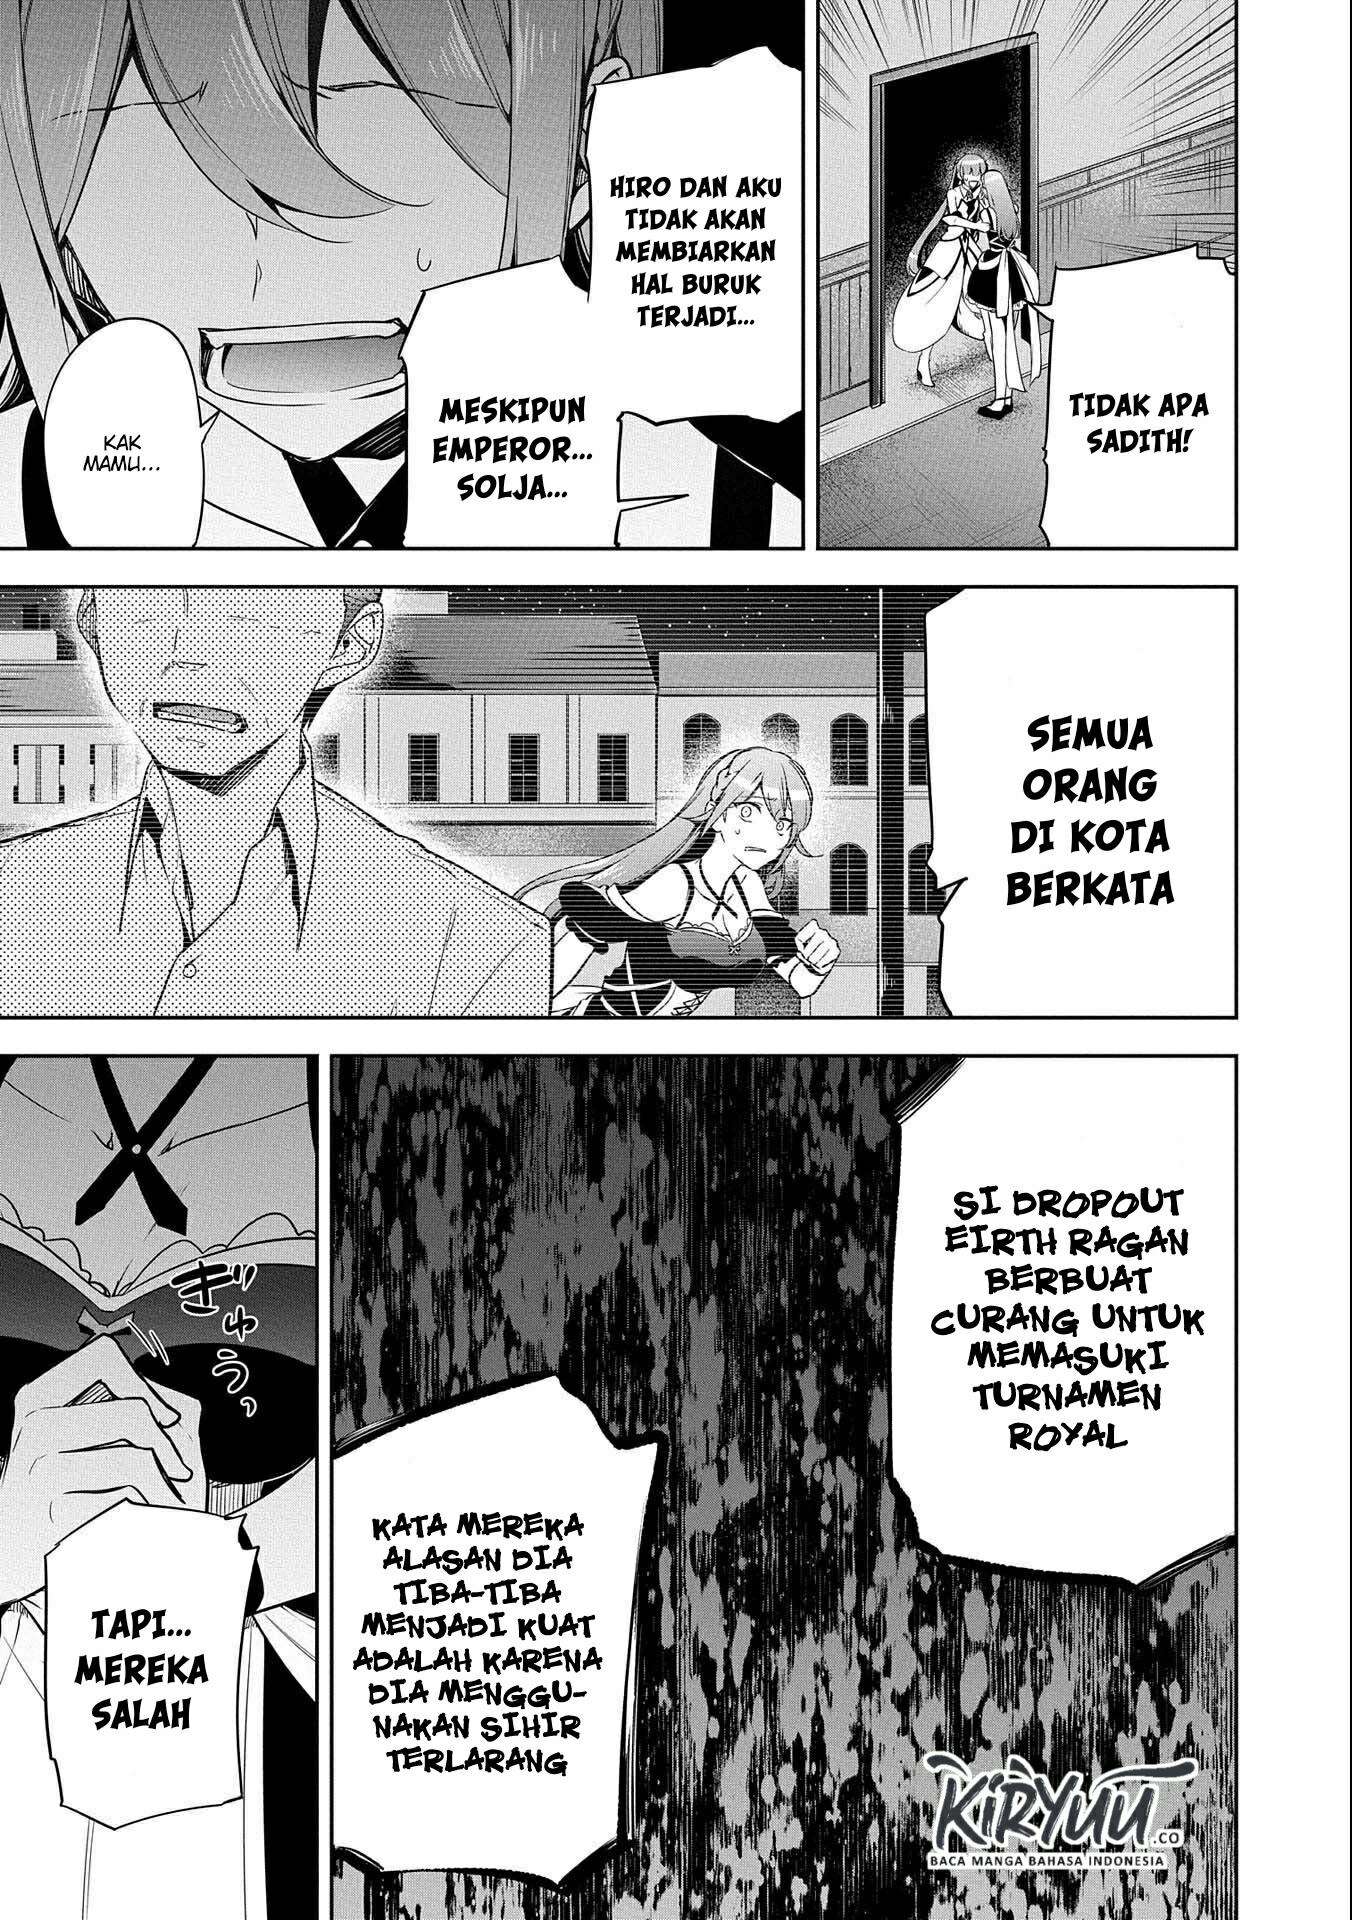 TIDAK APA
SADITH!
HIRO DAN AKU
TIDAK AKAN
MEMBIARKAN
HAL BURUK
TERJADI...
MESKIPUN
EMPEROR...
SOLJA...
KAK
MAMU...
SEMUA
ORANG
DI KOTA
BERKATA
SI DROPOUT
EIRTH RAGAN
BERBUAT
CURANG UNTUK
MEMASUKI
TURNAMEN
ROYAL
KATA MEREKA
ALASAN DIA
TIBA-TIBA
MENJADI KUAT
ADALAH KARENA
DIA MENGGU-
NAKAN SIHIR
TERLARANG
ぎゅうっ
TAPI...
MEREKA
SALAH
KIRYUU.CO
BACA MANGA BAHASA INDONESIA